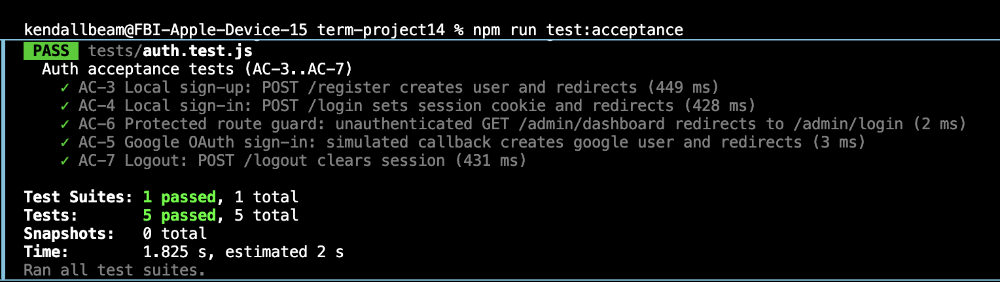 kendallbeam@FBI-Apple-Device-15 term-project14 % npm run test:acceptance
PASS tests/auth.test.js
Auth acceptance tests (AC-3..AC-7)
✓ AC-3 Local sign-up: POST /register creates user and redirects (449 ms)
✓ AC-4 Local sign-in: POST /login sets session cookie and redirects (428 ms)
✓ AC-6 Protected route guard: unauthenticated GET /admin/dashboard redirects to /admin/login (2 ms)
✓ AC-5 Google OAuth sign-in: simulated callback creates google user and redirects (3 ms)
✓ AC-7 Logout: POST /logout clears session (431 ms)
Test Suites: 1 passed, 1 total
Tests: 5 passed, 5 total
Snapshots: 0 total
Time: 1.825 s, estimated 2 s
Ran all test suites.